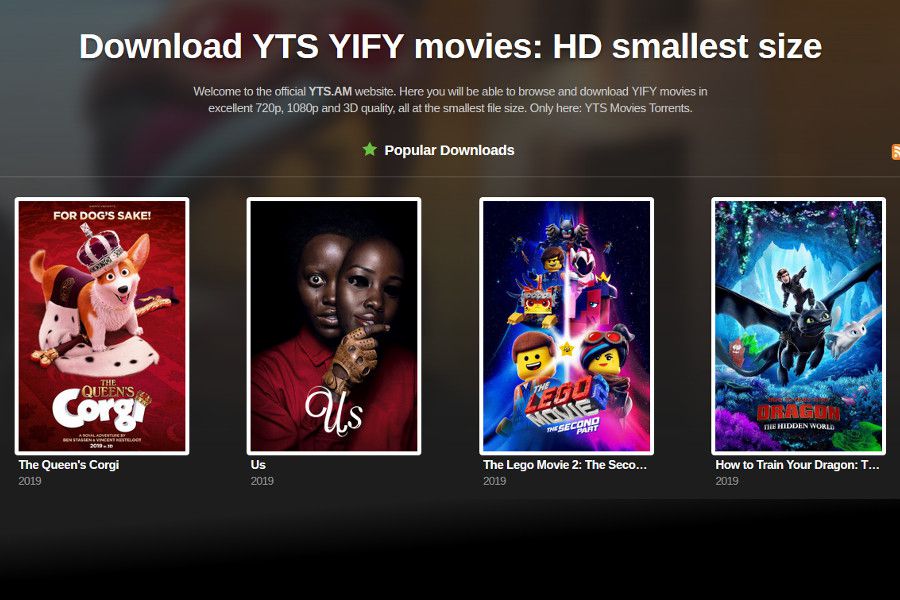 Download YTS YIFY movies: HD smallest size
Welcome to the official YTS.AM website. Here you will be able to browse and download YIFY movies in
excellent 720p, 1080p and 3D quality, all at the smallest file size. Only here: YTS Movies Torrents.
Popular Downloads
FOR DOG'S SAKE!
THE
QUEEN'S
Corgi
A ROYAL ADVENTURE BY
BEN STASSEN & VINCENT KESTELOOT
2019 IN 3D
The Queen's Corgi
2019
Us
Us
2019
THE
LEGO
MOVIE
THE SECOND
PART
The Lego Movie 2: The Seco...
2019
DRAGON
THE HIDDEN WORLD
How to Train Your Dragon: T...
2019